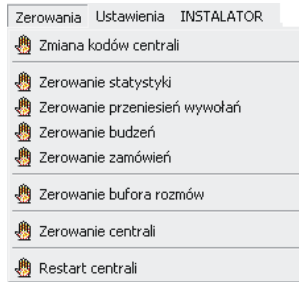 Zerowania Ustawienia INSTALATOR
Zmiana kodów centrali
Zerowanie statystyki
Zerowanie przeniesień wywołań
Zerowanie budzeń
Zerowanie zamówień
Zerowanie bufora rozmów
Zerowanie centrali
Restart centrali